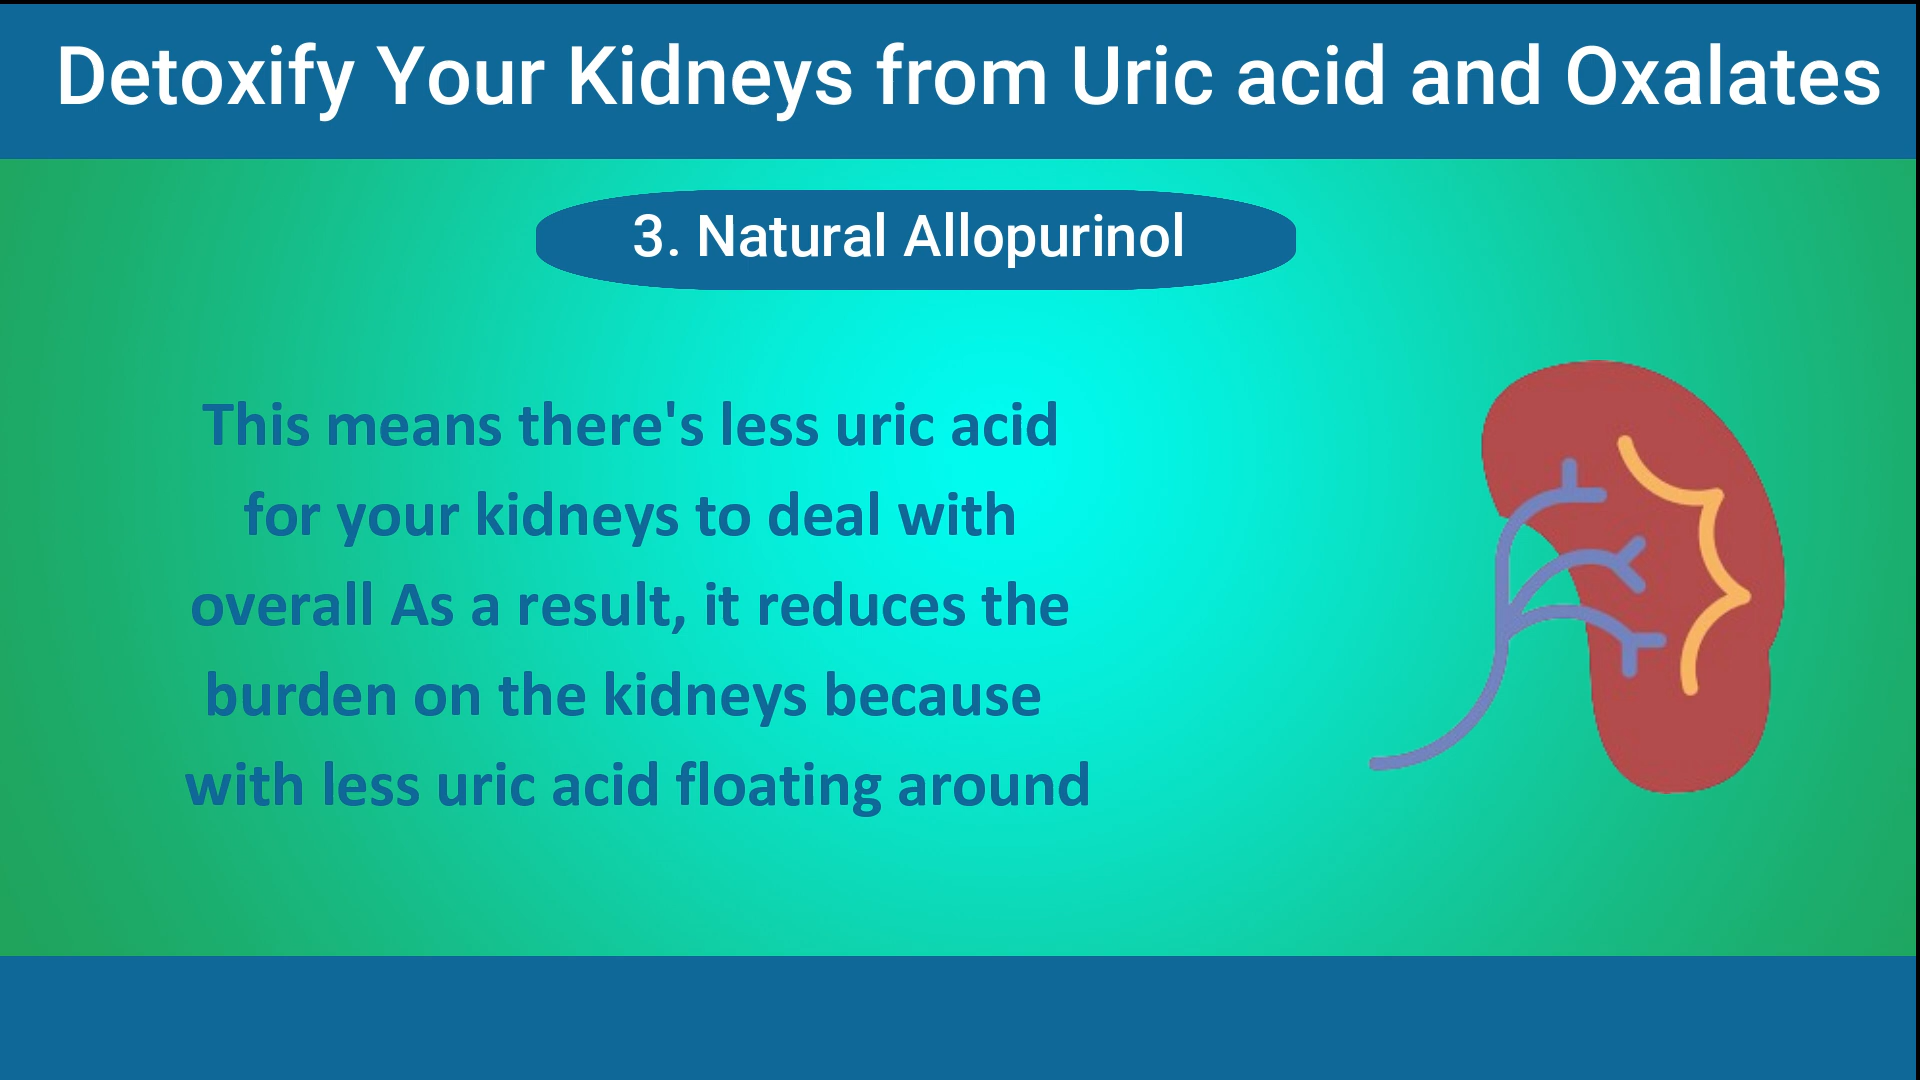 Detoxify Your Kidneys from Uric acid and Oxalates
3. Natural Allopurinol
This means there's less uric acid
for your kidneys to deal with
overall As a result, it reduces the
burden on the kidneys because
with less uric acid floating around